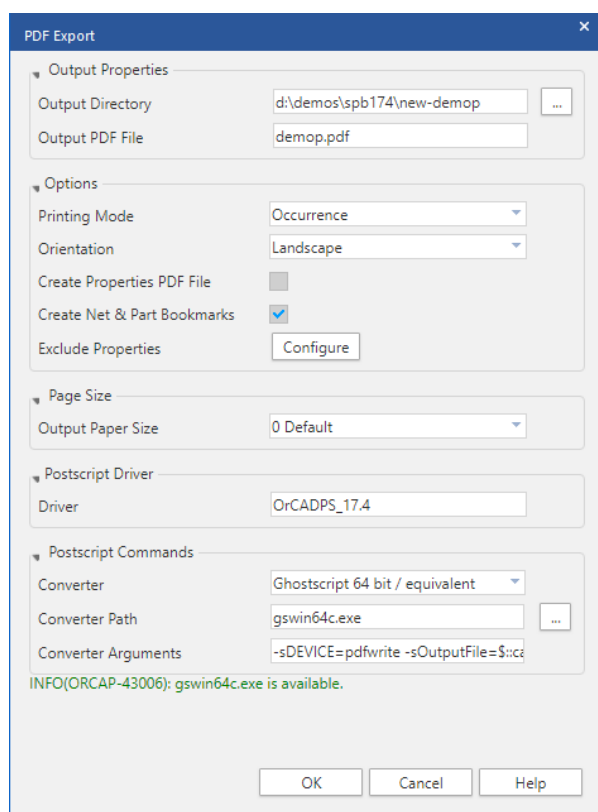 PDF Export
Output Properties
Output Directory d:\demos\spb174\new-demop ...
Output PDF File demop.pdf
Options
Printing Mode Occurrence
Orientation Landscape
Create Properties PDF File
Create Net & Part Bookmarks
Exclude Properties Configure
Page Size
Output Paper Size 0 Default
Postscript Driver
Driver OrCADPS_17.4
Postscript Commands
Converter Ghostscript 64 bit / equivalent
Converter Path gswin64c.exe ...
Converter Arguments -sDEVICE=pdfwrite -sOutputFile=$::ca
INFO(ORCAP-43006): gswin64c.exe is available.
OK Cancel Help